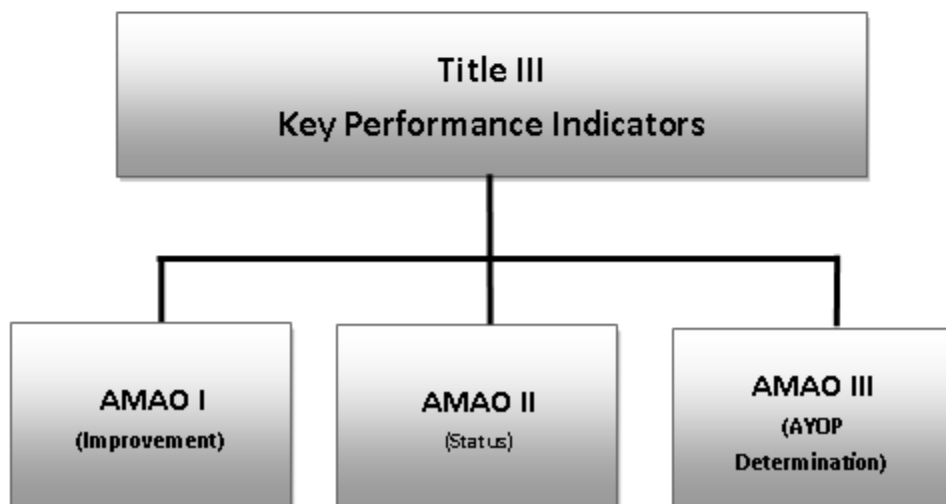 Title III
Key Performance Indicators
AMAO I
(Improvement)
AMAO II
(Status)
AMAO III
(AYOP
Determination)